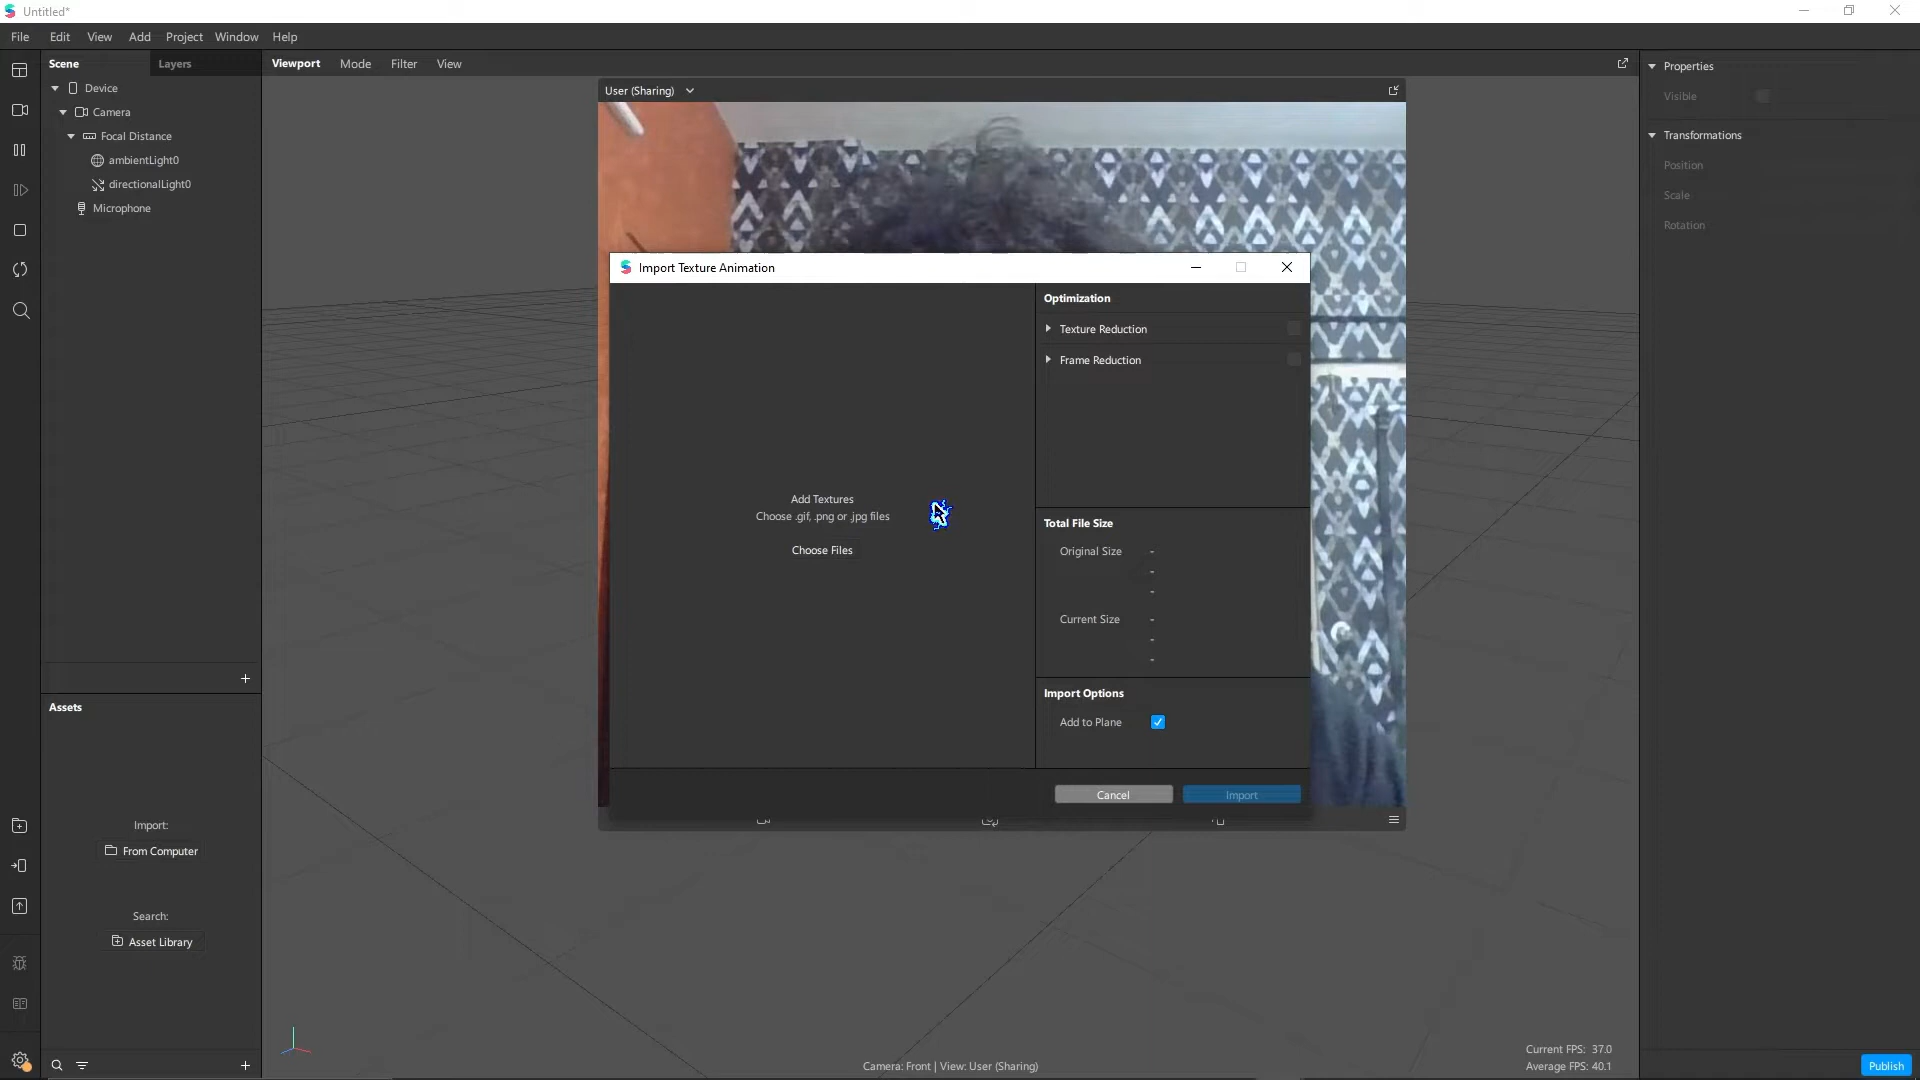 Untitled*
File Edit View Add Project Window Help
Scene
Layers
Device
Camera
Focal Distance
ambientLight0
directionalLight0
Microphone
Viewport Mode Filter View
User (Sharing)
Import Texture Animation
Add Textures
Choose .gif, .png or .jpg files
Choose Files
Optimization
Texture Reduction
Frame Reduction
Total File Size
Original Size -
-
-
Current Size -
-
-
Import Options
Add to Plane
Cancel
Import
Properties
Visible
Transformations
Position
Scale
Rotation
Assets
Import:
From Computer
Search:
Asset Library
Camera: Front | View: User (Sharing)
Current FPS: 37.0
Average FPS: 40.1
Publish